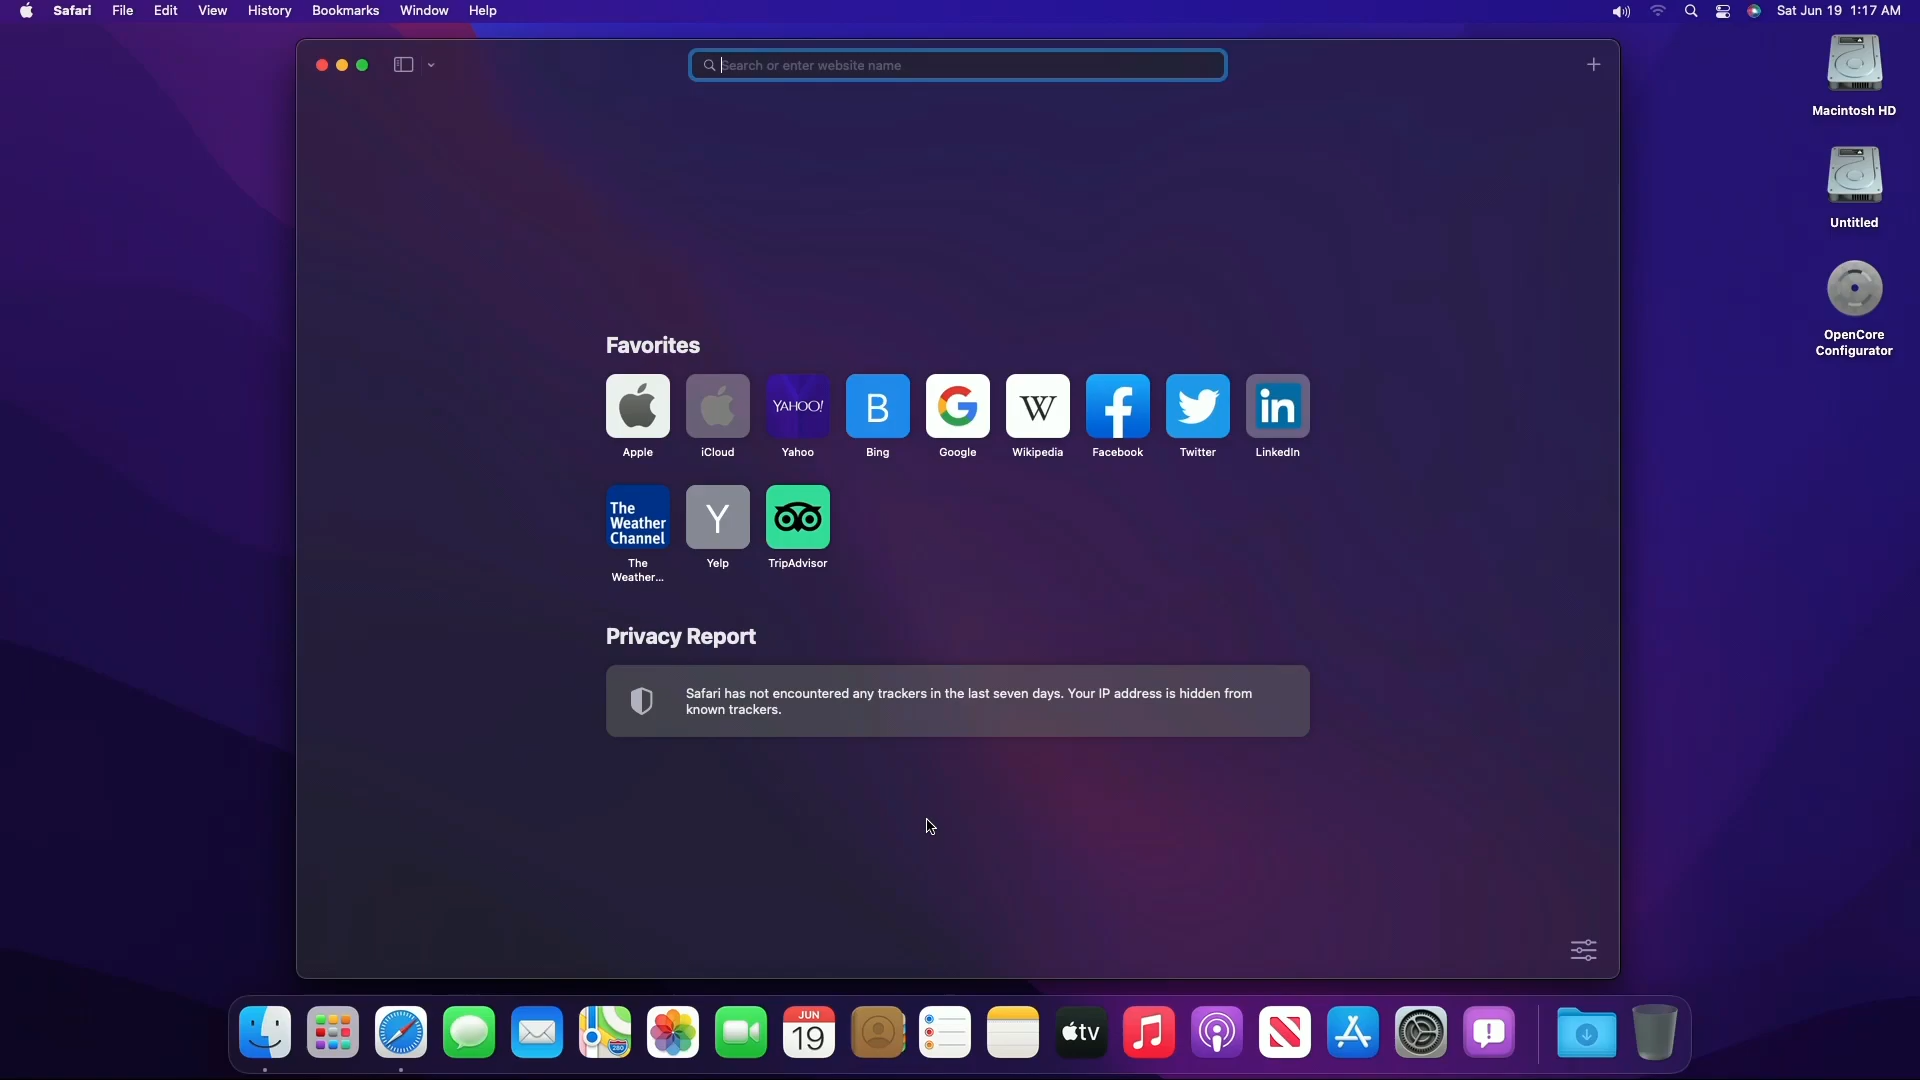 Safari File Edit View History Bookmarks Window Help Sat Jun 19 1:17 AM
Search or enter website name
Macintosh HD
Untitled
OpenCore
Configurator
Favorites
YAHOO! B W in
Apple iCloud Yahoo Bing Google Wikipedia Facebook Twitter LinkedIn
The
Weather
Channel
Y
The
Weather...
Yelp TripAdvisor
Privacy Report
Safari has not encountered any trackers in the last seven days. Your IP address is hidden from
known trackers.
JUN
19
280
tv